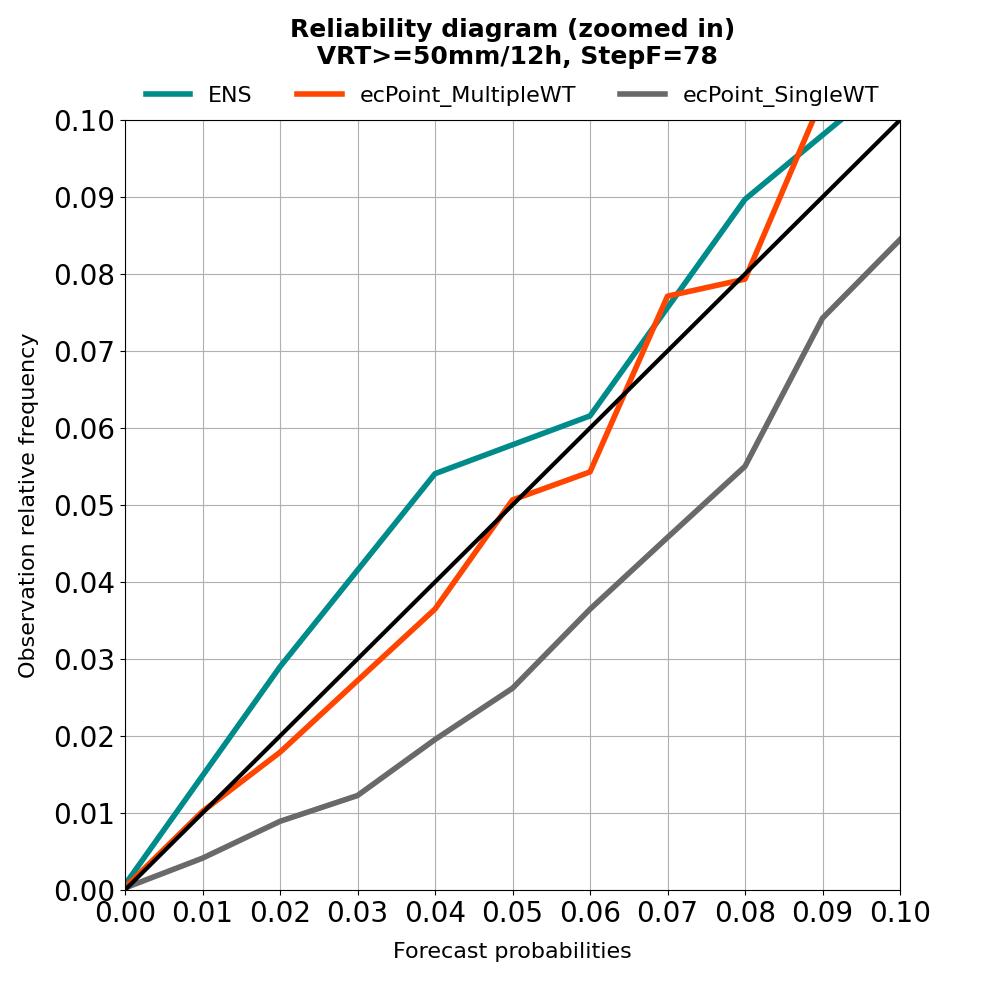 Reliability diagram (zoomed in)
VRT>=50mm/12h, StepF=78
ENS
ecPoint_MultipleWT
ecPoint_SingleWT
0.10
0.09
0.08
0.07
0.06
0.05
0.04
0.03
0.02
0.01
0.00
Observation relative frequency
0.00 0.01 0.02 0.03 0.04 0.05 0.06 0.07 0.08 0.09 0.10
Forecast probabilities